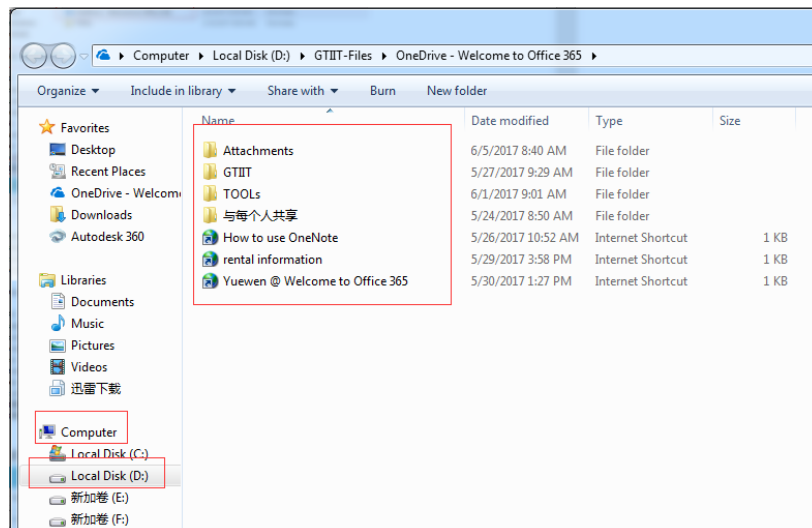 Computer Local Disk (D:) GTIIT-Files OneDrive - Welcome to Office 365
Organize Include in library Share with Burn New folder
Name Date modified Type Size
Favorites
Desktop
Recent Places
OneDrive - Welcom
Downloads
Autodesk 360
Libraries
Documents
Music
Pictures
Videos
迅雷下载
Computer
Local Disk (C:)
Local Disk (D:)
新加卷 (E:)
新加卷 (F:)
Attachments 6/5/2017 8:40 AM File folder
GTIIT 5/27/2017 9:29 AM File folder
TOOLs 6/1/2017 9:01 AM File folder
与每个人共享 5/24/2017 8:50 AM File folder
How to use OneNote 5/26/2017 10:52 AM Internet Shortcut 1 KB
rental information 5/29/2017 3:58 PM Internet Shortcut 1 KB
Yuewen @ Welcome to Office 365 5/30/2017 1:27 PM Internet Shortcut 1 KB